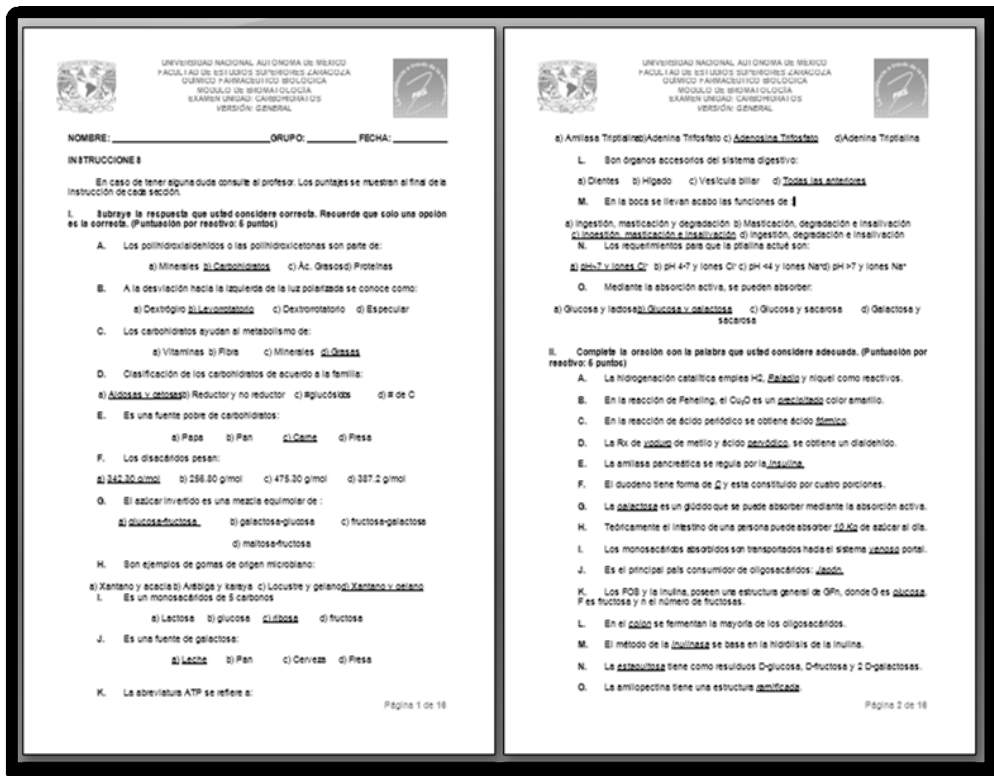 UNIVERSIDAD NACIONAL AUTÓNOMA DE MÉXICO
FACULTAD DE ESTUDIOS SUPERIORES ZARAGOZA
QUÍMICO FARMACÉUTICO BIOLÓGICA
MÓDULO DE BROMATOLOGÍA
EXAMEN UNIDAD: CARBOHIDRATOS
VERSIÓN: GENERAL
NOMBRE: GRUPO: FECHA:
INSTRUCCIONES
En caso de tener alguna duda consulte al profesor. Los puntajes se muestran al final de la
instrucción de cada sección.
I. Subraye la respuesta que usted considere correcta. Recuerde que solo una opción
es la correcta. (Puntuación por reactivo: 5 puntos)
A. Los polihidroxialdehídos o las polihidroxicetonas son parte de:
a) Minerales b) Carbohidratos c) Ác. Grasos d) Proteínas
B. A la desviación hacia la izquierda de la luz polarizada se conoce como:
a) Dextrógiro b) Levorrotatorio c) Dextrorrotatorio d) Especular
C. Los carbohidratos ayudan al metabolismo de:
a) Vitaminas b) Fibra c) Minerales d) Grasas
D. Clasificación de los carbohidratos de acuerdo a la familia:
a) Aldosas y cetosas b) Reductor y no reductor c) #glucósidos d) # de C
E. Es una fuente pobre de carbohidratos:
a) Papa b) Pan c) Carne d) Fresa
F. Los disacáridos pesan:
a) 342.30 g/mol b) 256.80 g/mol c) 475.30 g/mol d) 387.2 g/mol
G. El azúcar invertido es una mezcla equimolar de :
a) glucosa-fructosa b) galactosa-glucosa c) fructosa-galactosa
d) maltosa-fructosa
H. Son ejemplos de gomas de origen microbiano:
a) Xantano y acacia b) Arábiga y karaya c) Locustre y gelano d) Xantano y gelano
I. Es un monosacáridos de 5 carbonos
a) Lactosa b) glucosa c) ribosa d) fructosa
J. Es una fuente de galactosa:
a) Leche b) Pan c) Cerveza d) Fresa
K. La abreviatura ATP se refiere a:
Página 1 de 16
UNIVERSIDAD NACIONAL AUTÓNOMA DE MÉXICO
FACULTAD DE ESTUDIOS SUPERIORES ZARAGOZA
QUÍMICO FARMACÉUTICO BIOLÓGICA
MÓDULO DE BROMATOLOGÍA
EXAMEN UNIDAD: CARBOHIDRATOS
VERSIÓN: GENERAL
a) Amilasa Triptialina b)Adenina Trifosfato c) Adenosina Trifosfato d)Adenina Triptialina
L. Son órganos accesorios del sistema digestivo:
a) Dientes b) Hígado c) Vesícula biliar d) Todas las anteriores
M. En la boca se llevan acabo las funciones de :
a) Ingestión, masticación y degradación b) Masticación, degradación e insalivación
c) Ingestión, masticación e insalivación d) Ingestión, degradación e insalivación
N. Los requerimientos para que la ptialina actué son:
a) pH-7 y iones Cl⁻ b) pH 4-7 y iones Cl⁻ c) pH <4 y iones Na⁺ d) pH >7 y iones Na⁺
O. Mediante la absorción activa, se pueden absorber:
a) Glucosa y ladosa b) Glucosa y galactosa c) Glucosa y sacarosa d) Galactosa y
sacarosa
II. Complete la oración con la palabra que usted considere adecuada. (Puntuación por
reactivo: 5 puntos)
A. La hidrogenación catalítica emplea H2, Paladio y níquel como reactivos.
B. En la reacción de Feheling, el Cu₂O es un precipitado color amarillo.
C. En la reacción de ácido periódico se obtiene ácido fórmico.
D. La Rx de yoduro de metilo y ácido peryódico, se obtiene un dialdehído.
E. La amilasa pancreática se regula por la insulina.
F. El duodeno tiene forma de C y esta constituido por cuatro porciones.
G. La galactosa es un glúcido que se puede absorber mediante la absorción activa.
H. Teóricamente el intestino de una persona puede absorber 10 Kg de azúcar al día.
I. Los monosacáridos absorbidos son transportados hacia el sistema venoso portal.
J. Es el principal país consumidor de oligosacáridos: Japón.
K. Los FOS y la inulina, poseen una estructura general de GFn, donde G es glucosa,
F es fructosa y n el número de fructosas.
L. En el colon se fermentan la mayoría de los oligosacáridos.
M. El método de la inulinasa se basa en la hidrólisis de la inulina.
N. La estaquitosa tiene como residuos D-glucosa, D-fructosa y 2 D-galactosas.
O. La amilopectina tiene una estructura ramificada.
Página 2 de 16